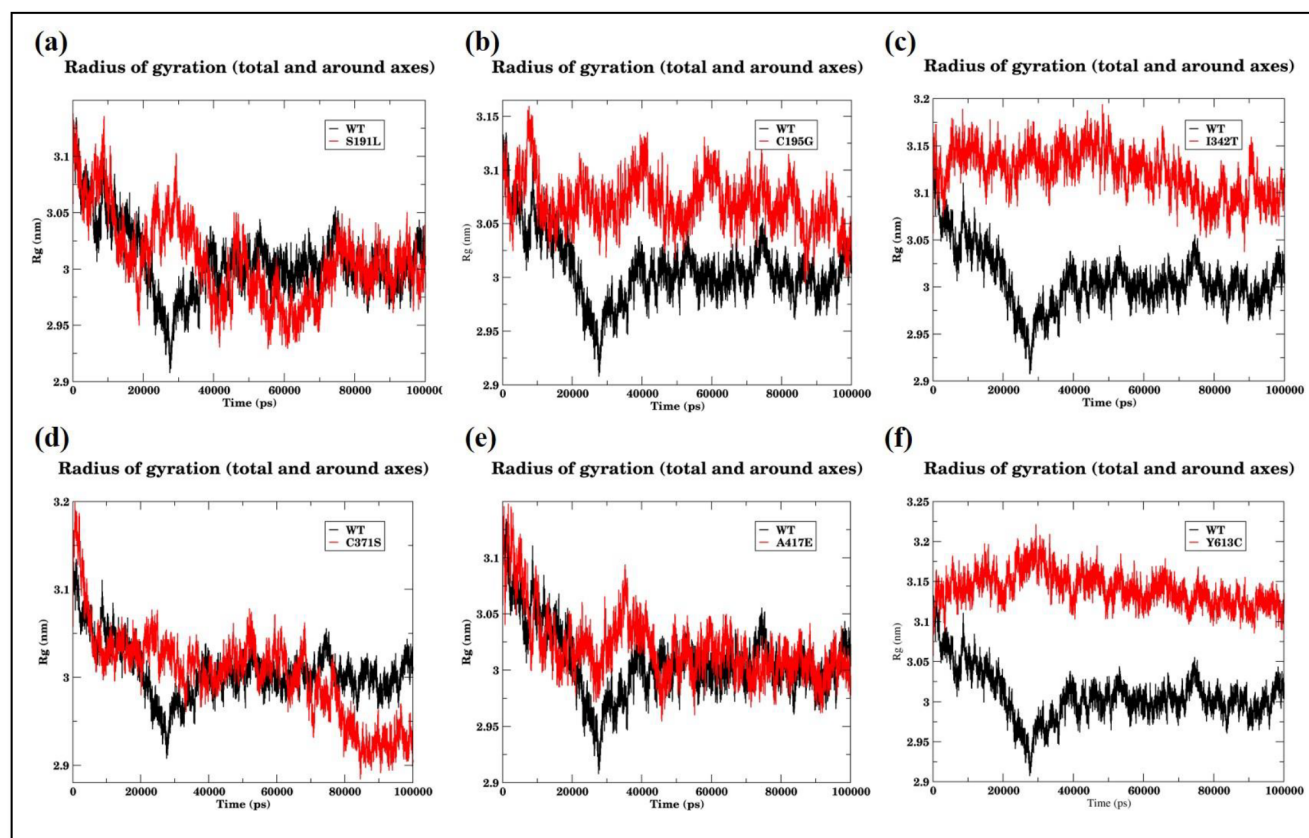 (a)
Radius of gyration (total and around axes)
WT
S191L
3.1
3.05
3
2.95
2.9
Rg (nm)
0 20000 40000 60000 80000 100000
Time (ps)
(b)
Radius of gyration (total and around axes)
WT
C195G
3.15
3.1
3.05
3
2.95
2.9
Rg (nm)
0 20000 40000 60000 80000 100000
Time (ps)
(c)
Radius of gyration (total and around axes)
WT
I342T
3.2
3.15
3.1
3.05
3
2.95
2.9
Rg (nm)
0 20000 40000 60000 80000 100000
Time (ps)
(d)
Radius of gyration (total and around axes)
WT
C371S
3.2
3.1
3
2.9
Rg (nm)
0 20000 40000 60000 80000 100000
Time (ps)
(e)
Radius of gyration (total and around axes)
WT
A417E
3.1
3.05
3
2.95
2.9
Rg (nm)
0 20000 40000 60000 80000 100000
Time (ps)
(f)
Radius of gyration (total and around axes)
WT
Y613C
3.25
3.2
3.15
3.1
3.05
3
2.95
2.9
Rg (nm)
0 20000 40000 60000 80000 100000
Time (ps)